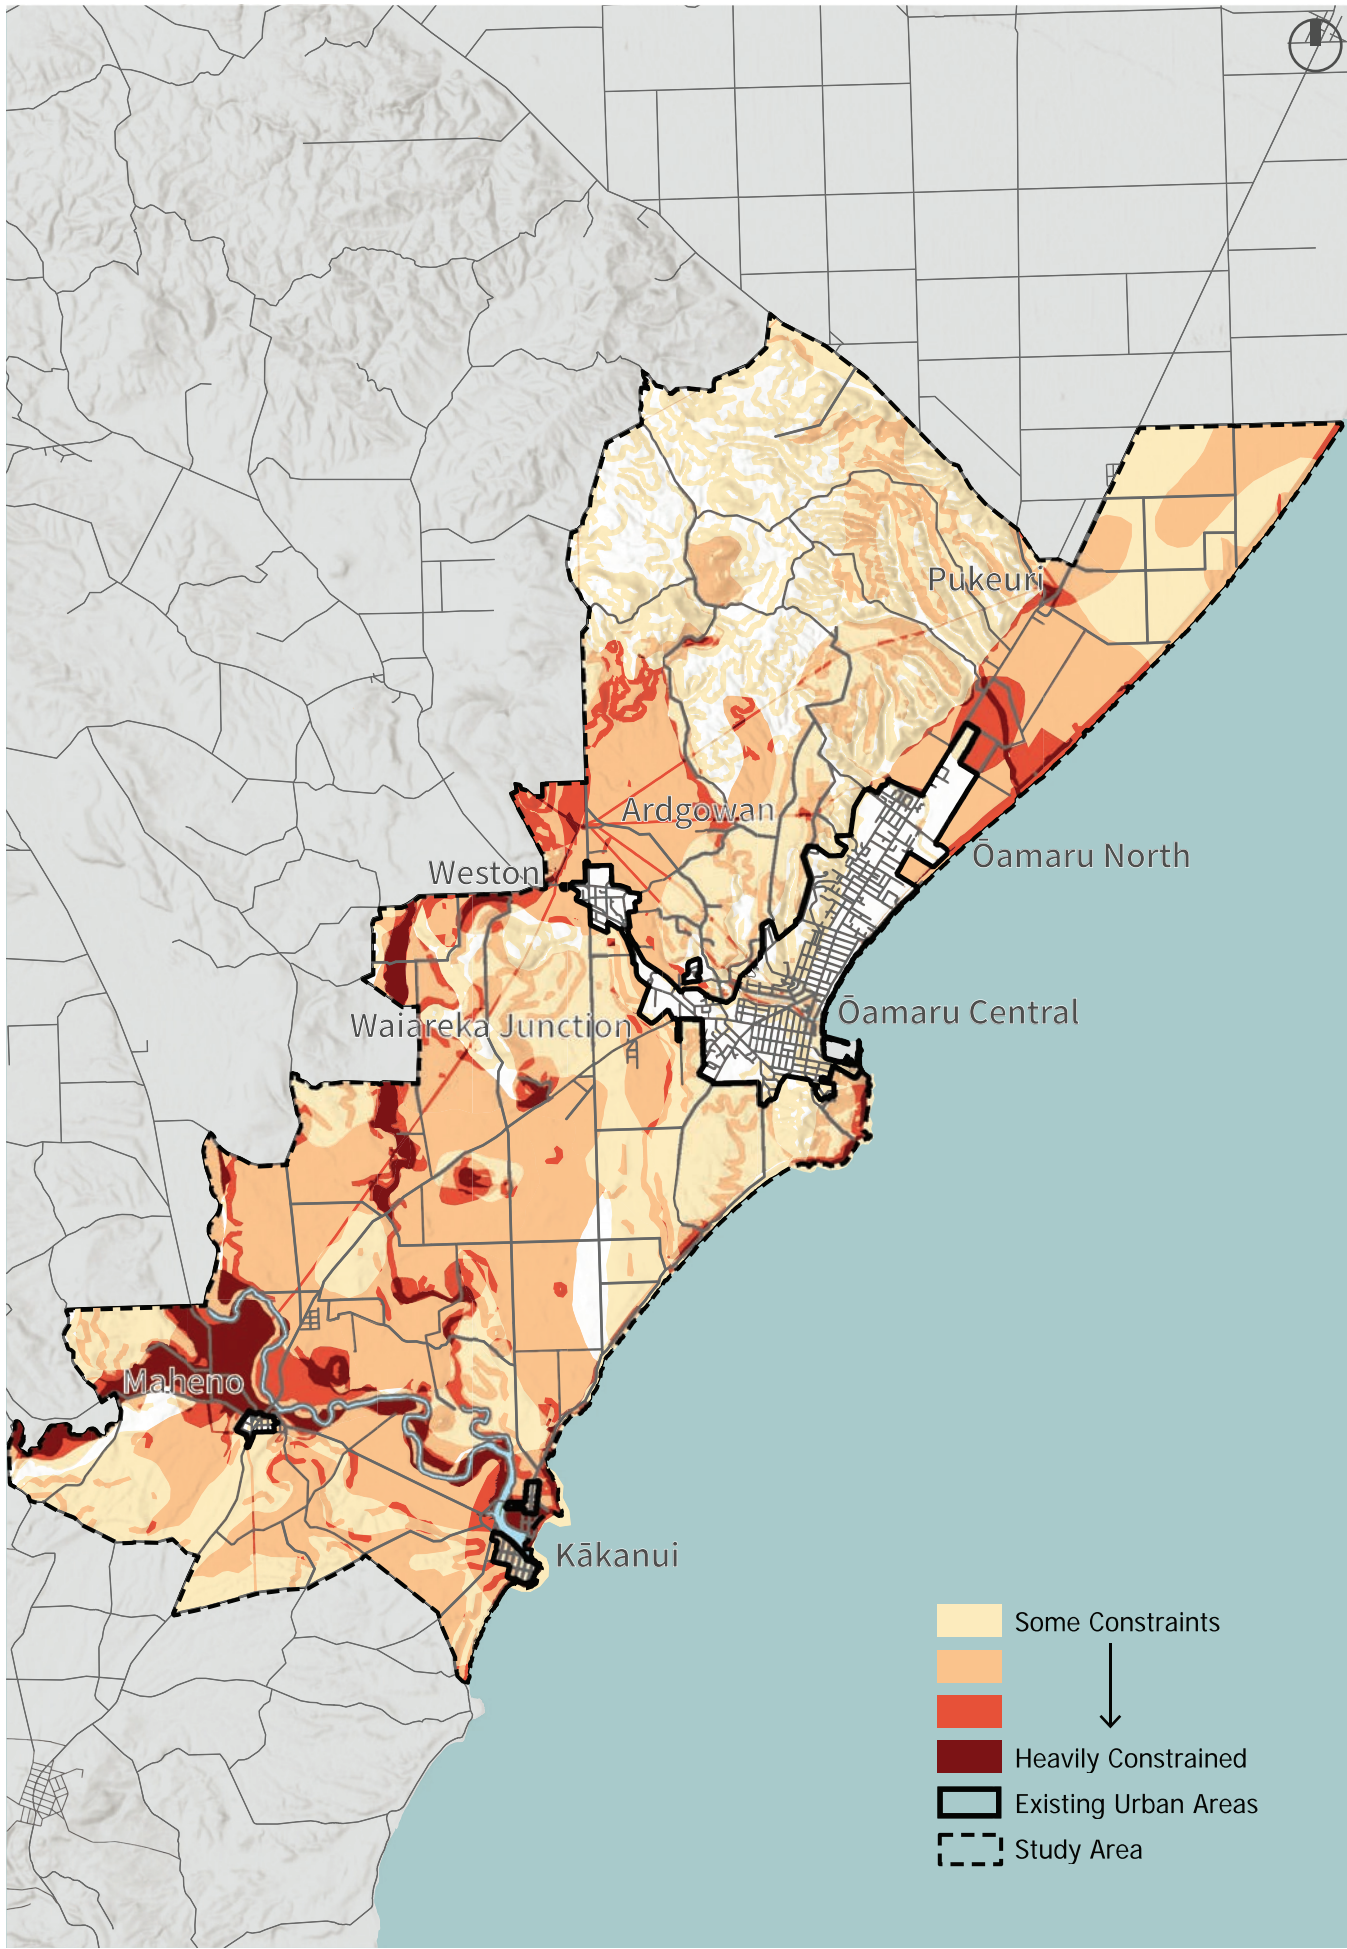 Pukeuri
Ardgowan
Weston
Ōamaru North
Waiareka Junction
Ōamaru Central
Maheno
Kākanui
Some Constraints
Heavily Constrained
Existing Urban Areas
Study Area